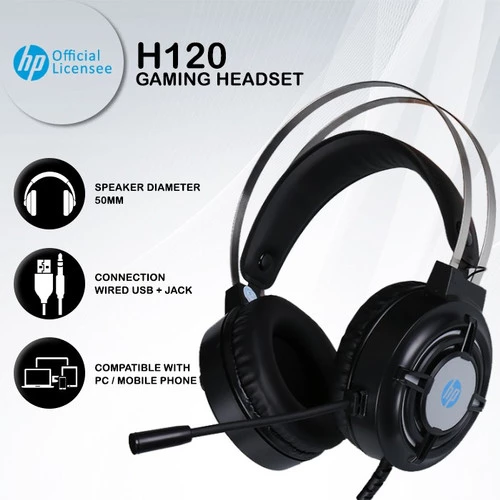 hp Official
Licensee
H120
GAMING HEADSET
SPEAKER DIAMETER
50MM
CONNECTION
WIRED USB + JACK
COMPATIBLE WITH
PC / MOBILE PHONE
hp